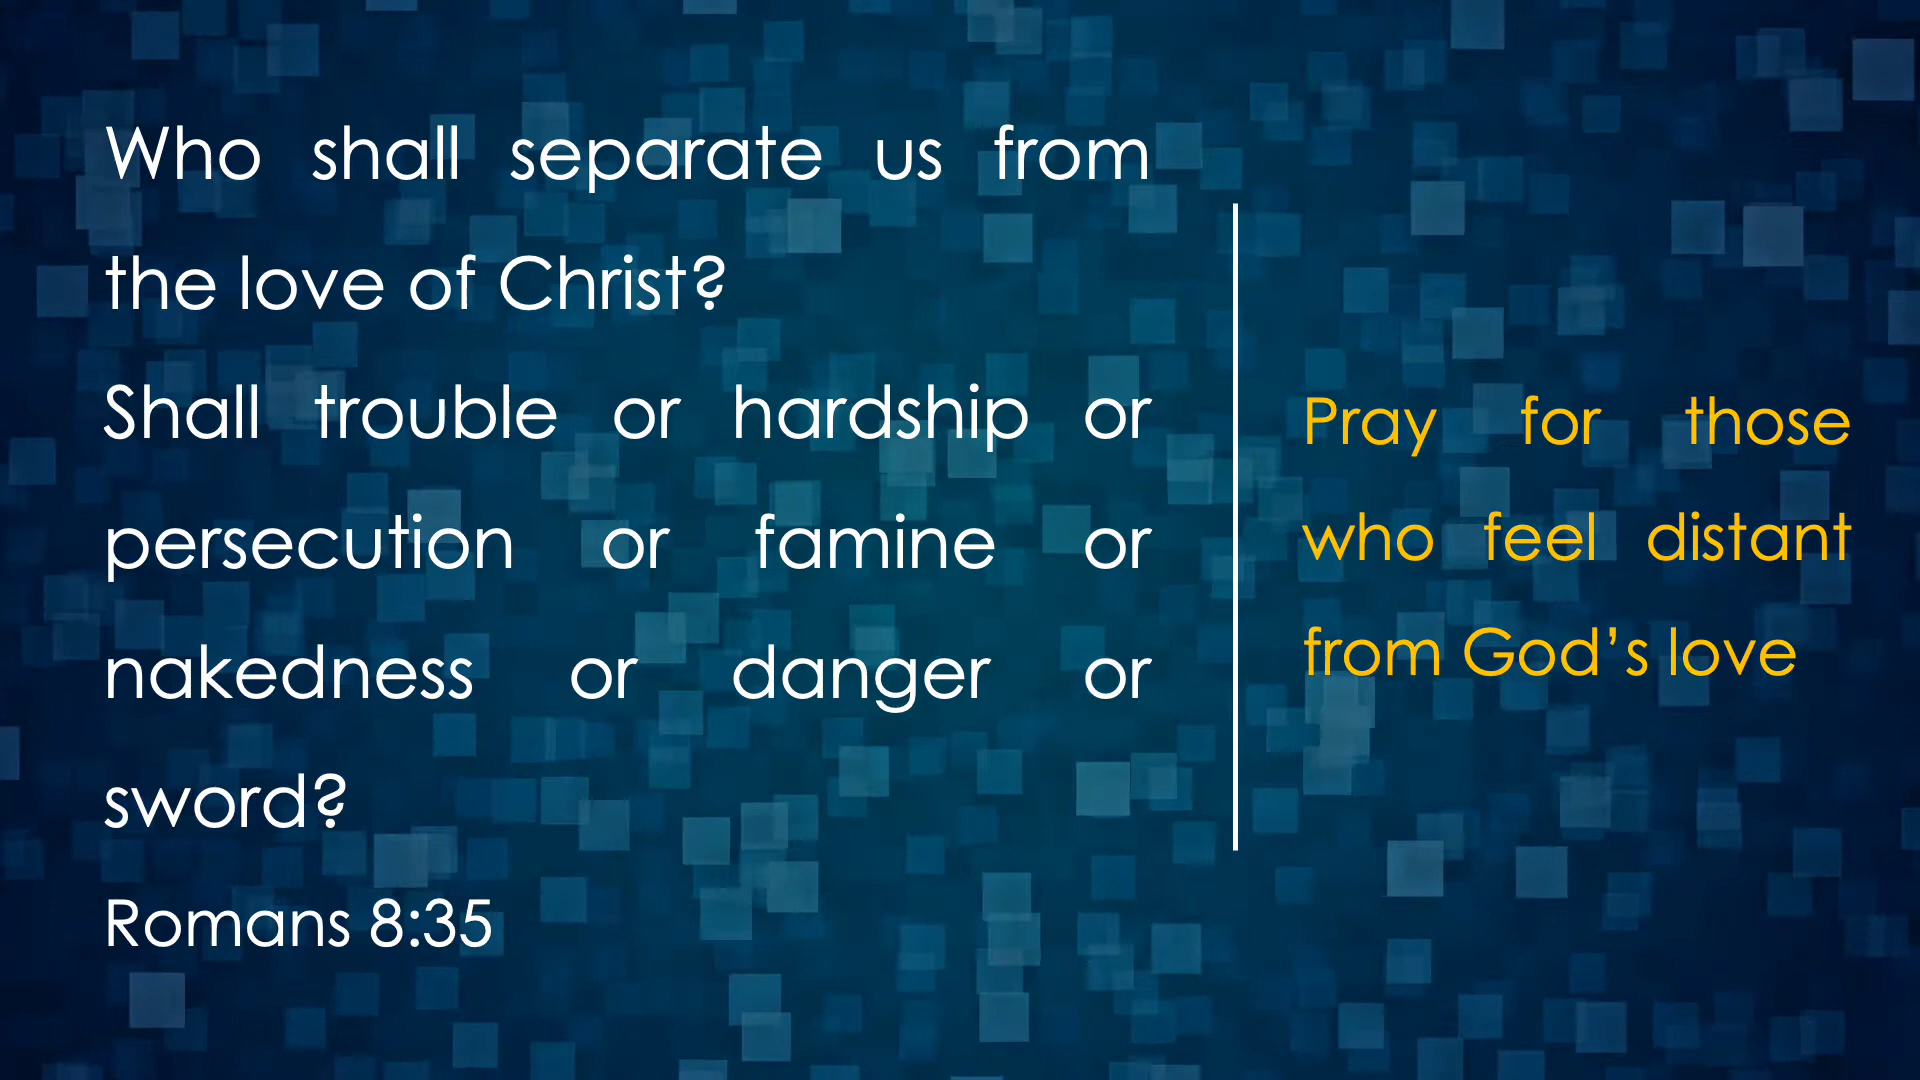 Who shall separate us from
the love of Christ?
Shall trouble or hardship or
persecution or famine or
nakedness or danger or
sword?
Romans 8:35
Pray for those
who feel distant
from God’s love